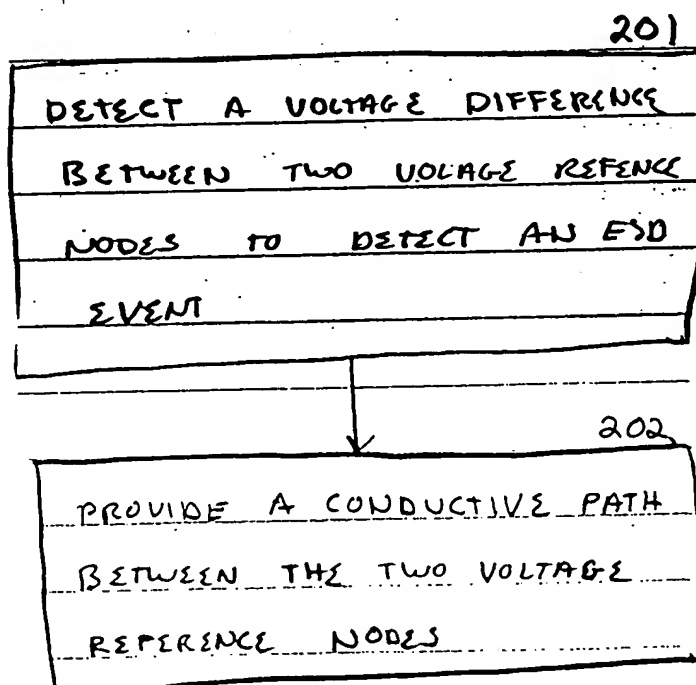 201
DETECT A VOLTAGE DIFFERENCE
BETWEEN TWO VOLAGE REFENCE
NODES TO DETECT AN ESD
EVENT
202
PROVIDE A CONDUCTIVE PATH
BETWEEN THE TWO VOLTAGE
REFERENCE NODES